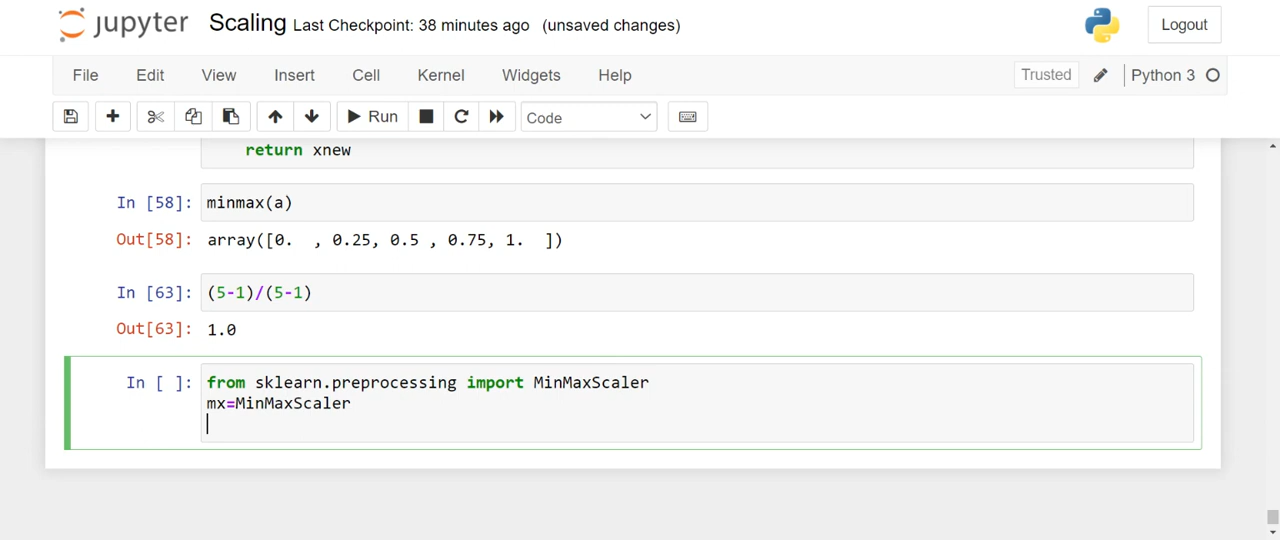 jupyter Scaling Last Checkpoint: 38 minutes ago (unsaved changes) Logout
File Edit View Insert Cell Kernel Widgets Help Trusted Python 3
Run Code
return xnew
In [58]: minmax(a)
Out[58]: array([0.  , 0.25, 0.5 , 0.75, 1.  ])
In [63]: (5-1)/(5-1)
Out[63]: 1.0
In [ ]: from sklearn.preprocessing import MinMaxScaler
mx=MinMaxScaler